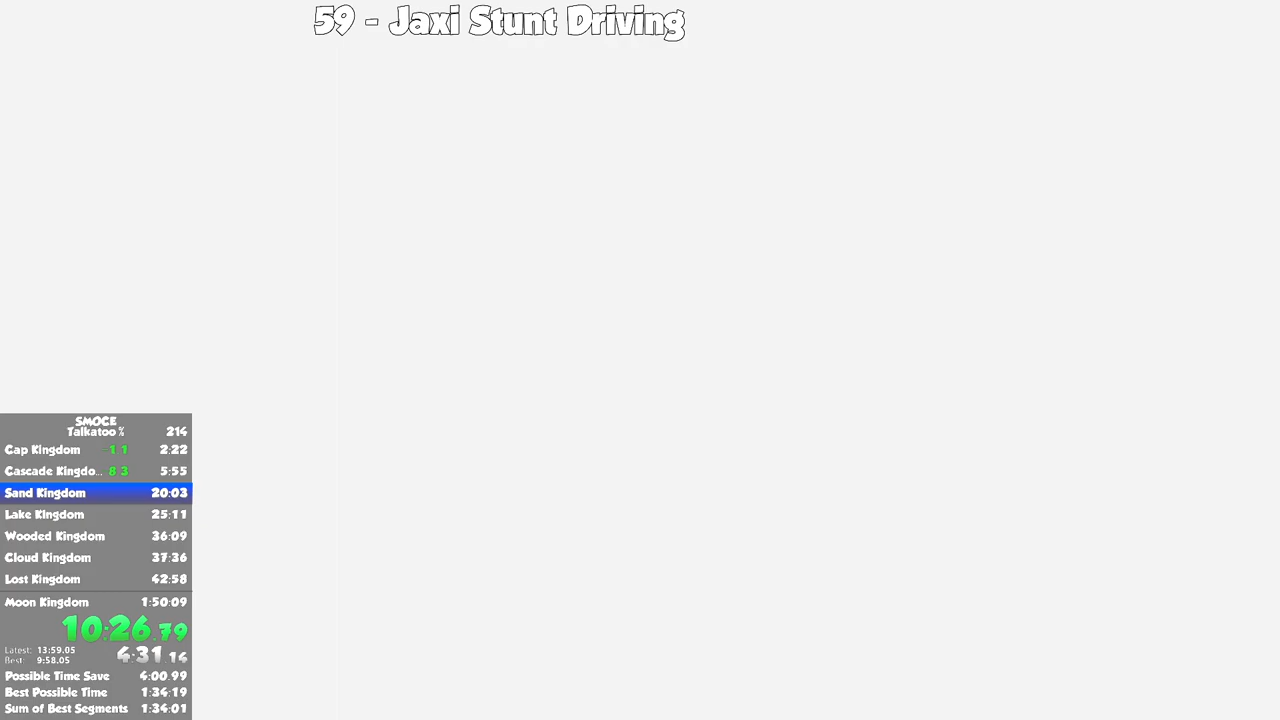 59 - Jaxi Stunt Driving
SMOCE
Talkatoo% 214
Cap Kingdom -1.1 2:22
Cascade Kingdo... 8.3 5:55
Sand Kingdom 20:03
Lake Kingdom 25:11
Wooded Kingdom 36:09
Cloud Kingdom 37:36
Lost Kingdom 42:58
Moon Kingdom 1:50:09
10:26.79
Latest: 13:59.05
Best: 9:58.05
4:31.14
Possible Time Save 4:00.99
Best Possible Time 1:34:19
Sum of Best Segments 1:34:01